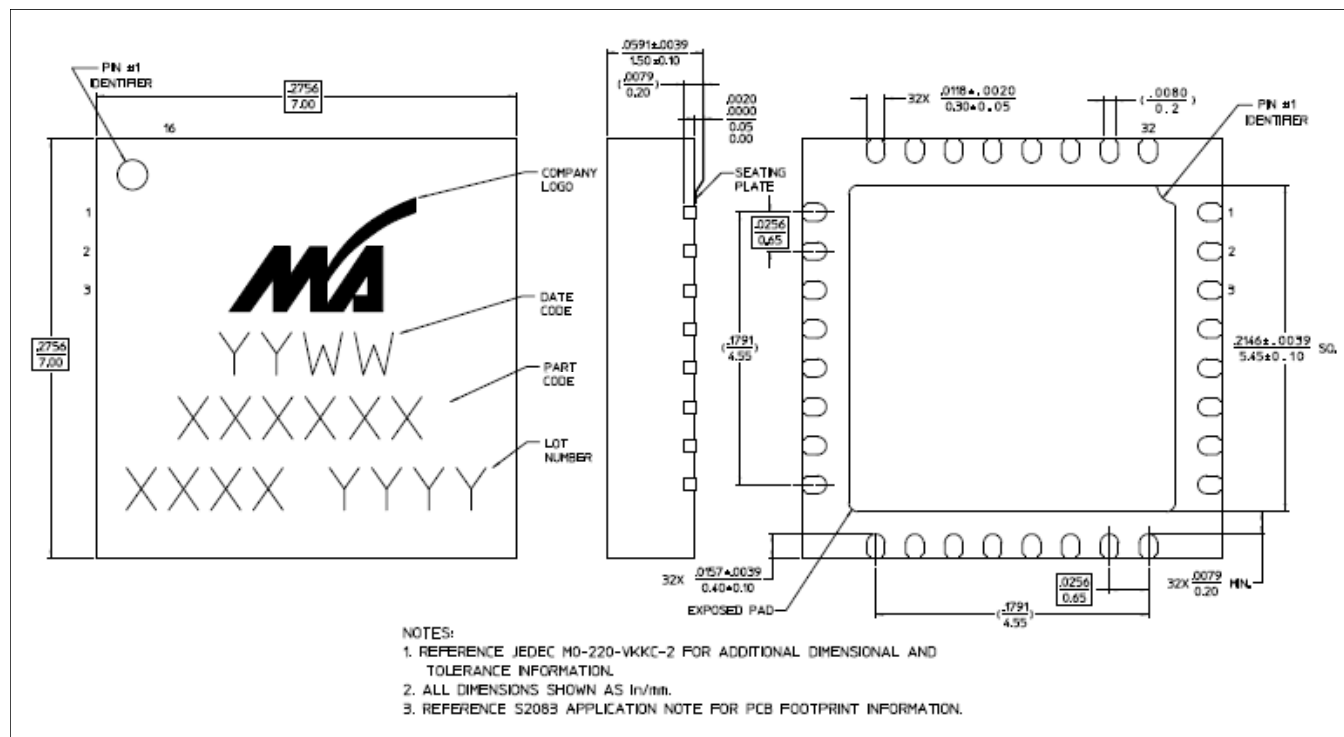 PIN #1
IDENTIFIER
.2756
7.00
16
1
2
3
.2756
7.00
COMPANY
LOGO
MA
DATE
CODE
YYWW
PART
CODE
XXXXXX
LOT
NUMBER
XXXX YYYY
.0591±.0039
1.50±0.10
(.0079
0.20)
.0020
.0000
0.05
0.00
SEATING
PLATE
.0256
0.65
(.1791
4.55)
32X .0118±.0020
0.30±0.05
(.0080
0.2)
32
PIN #1
IDENTIFIER
1
2
3
.2146±.0039 SQ.
5.45±0.10
32X .0157±.0039
0.40±0.10
EXPOSED PAD
.0256
0.65
(.1791
4.55)
32X .0079 MIN.
0.20
NOTES:
1. REFERENCE JEDEC MO-220-VKKC-2 FOR ADDITIONAL DIMENSIONAL AND
TOLERANCE INFORMATION.
2. ALL DIMENSIONS SHOWN AS in/mm.
3. REFERENCE S2083 APPLICATION NOTE FOR PCB FOOTPRINT INFORMATION.